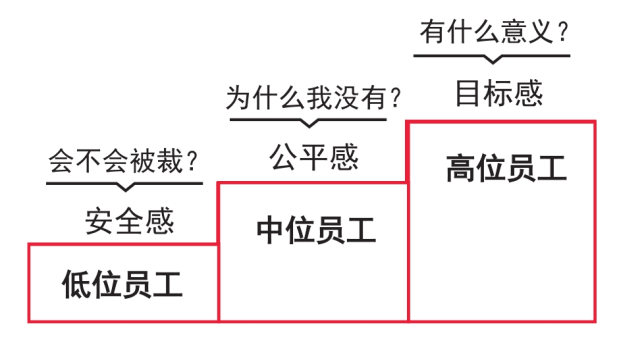 有什么意义？
目标感
高位员工
为什么我没有？
公平感
中位员工
会不会被裁？
安全感
低位员工